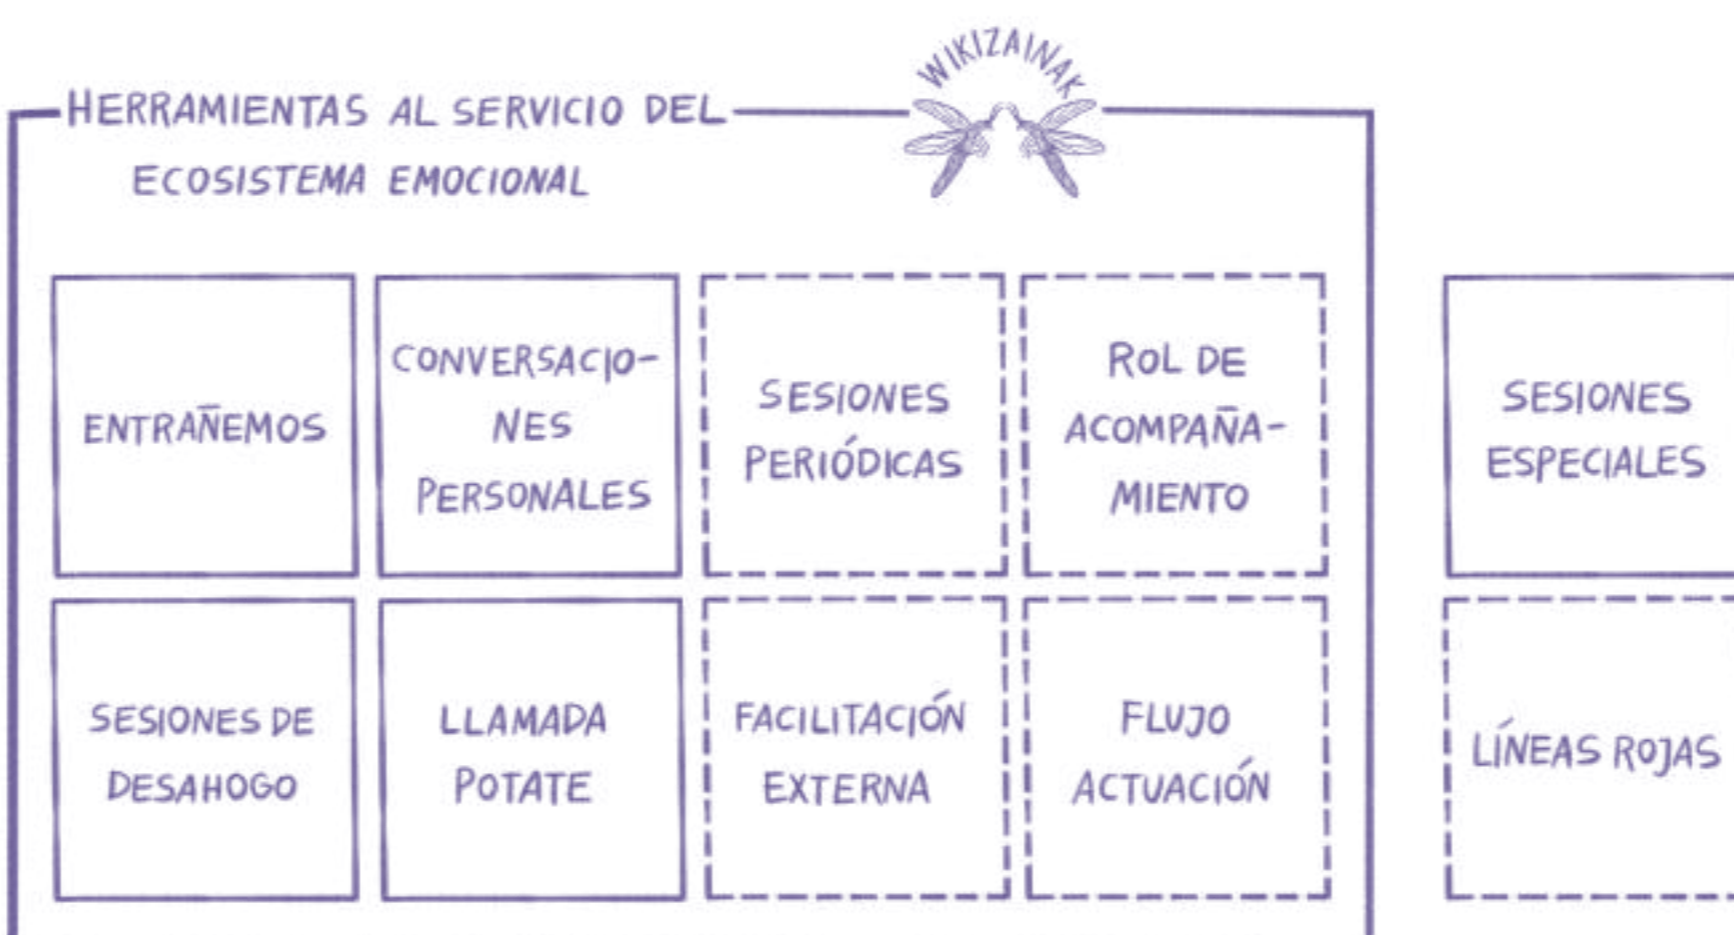 WIKIZAINAK
HERRAMIENTAS AL SERVICIO DEL
ECOSISTEMA EMOCIONAL
ENTRAÑEMOS
CONVERSACIO-
NES
PERSONALES
SESIONES
PERIÓDICAS
ROL DE
ACOMPAÑA-
MIENTO
SESIONES
ESPECIALES
SESIONES DE
DESAHOGO
LLAMADA
POTATE
FACILITACIÓN
EXTERNA
FLUJO
ACTUACIÓN
LÍNEAS ROJAS